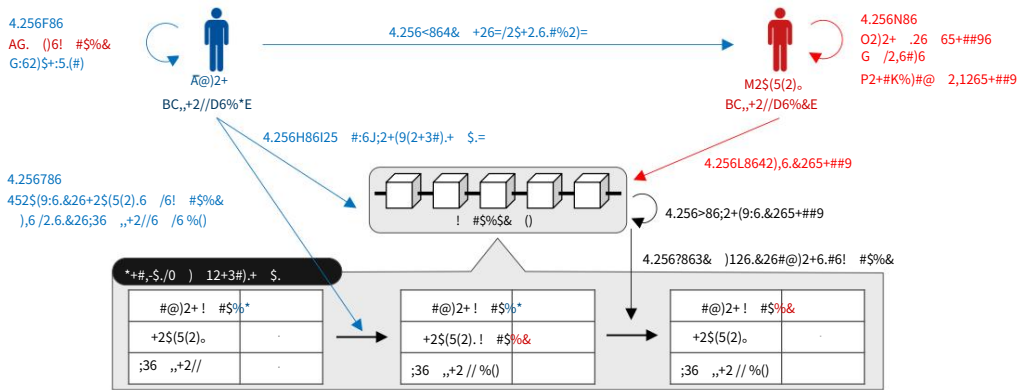 4.256F86
AG. ()6! #$%&
G:62)$+:5.(#)
4.256<864& +26=/2$+2.6.#%2)=
4.256N86
O2)2+ .26 65+##96
G /2,6#)6
P2+#K%)#@ 2,1265+##9
A@)2+
BC,,+2//D6%*E
M2$(5(2)。
BC,,+2//D6%&E
4.256H86I25 #:6J;2+(9(2+3#).+ $.=
4.256L8642),6.&265+##9
4.256786
452$(9:6.&26+2$(5(2).6 /6! #$%&
),6 /2.6.&26;36 ,,+2//6 /6 %()
! #$%$& ()
4.256>86;2+(9:6.&265+##9
4.256?863& )126.&26#@)2+6.#6! #$%&
*+#,-$./0 ) 12+3#).+ $.
#@)2+ ! #$%*
+2$(5(2)。
;36 ,,+2//
#@)2+ ! #$%*
+2$(5(2). ! #$%&
;36 ,,+2 // %()
#@)2+ ! #$%&
+2$(5(2)。
;36 ,,+2 // %()